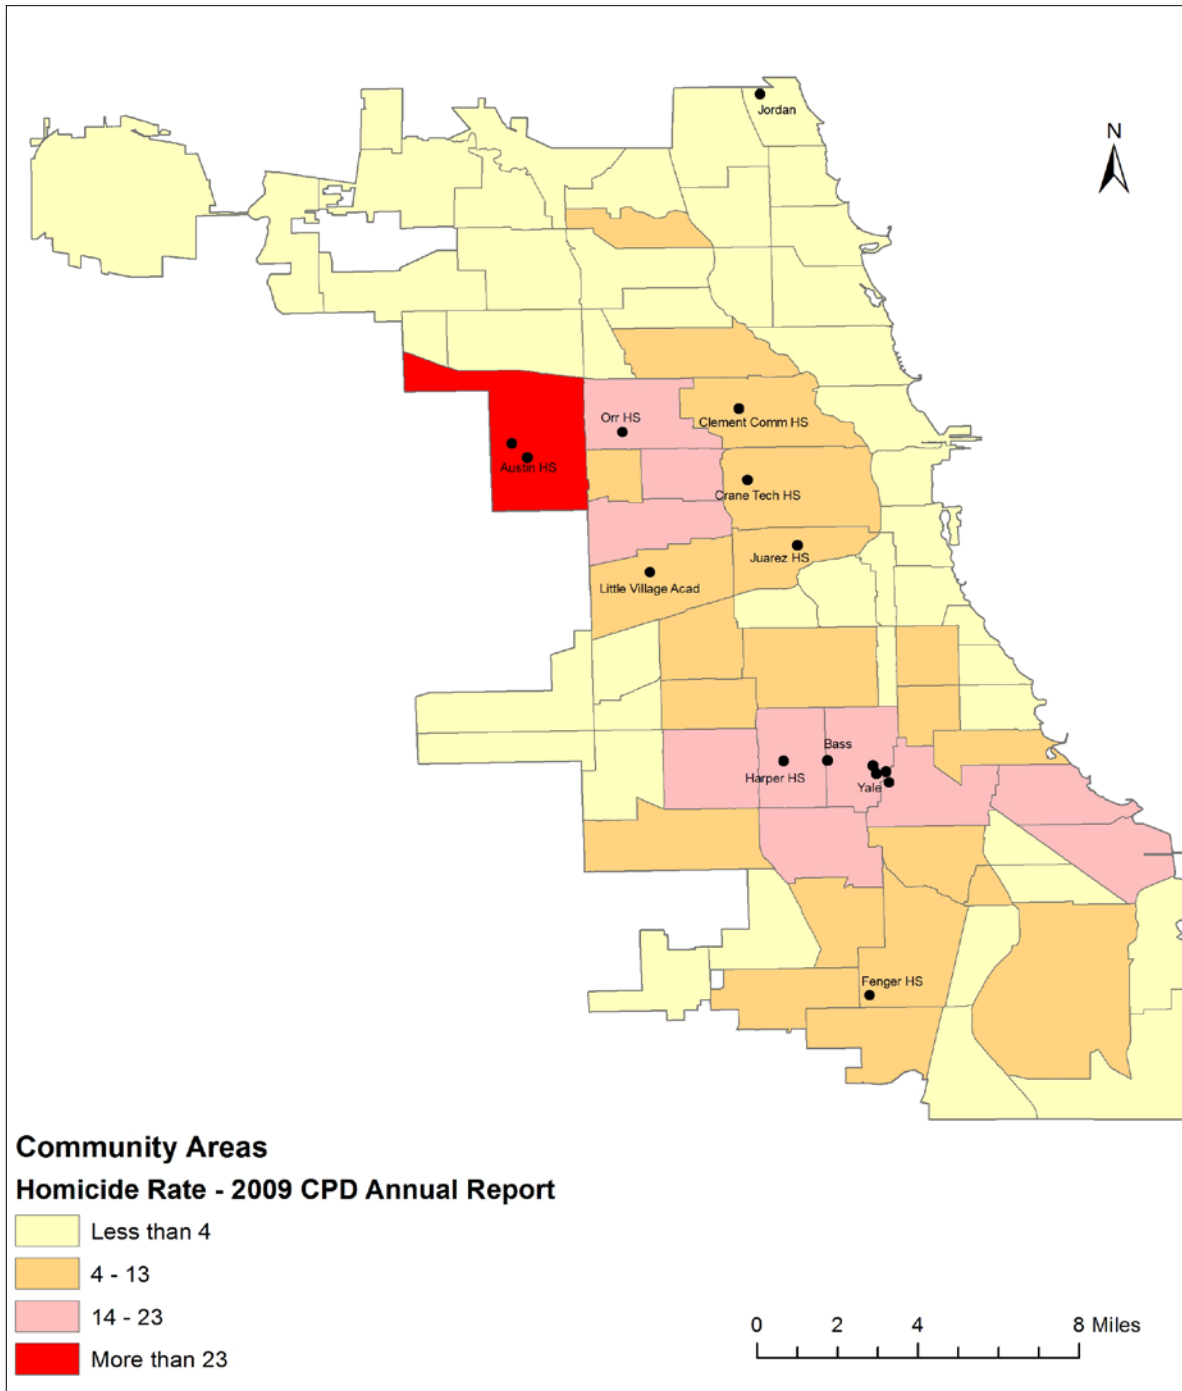 Jordan
N
Orr HS
Clement Comm HS
Austin HS
Crane Tech HS
Juarez HS
Little Village Acad
Bass
Harper HS
Yale
Fenger HS
Community Areas
Homicide Rate - 2009 CPD Annual Report
Less than 4
4 - 13
14 - 23
More than 23
0 2 4 8 Miles